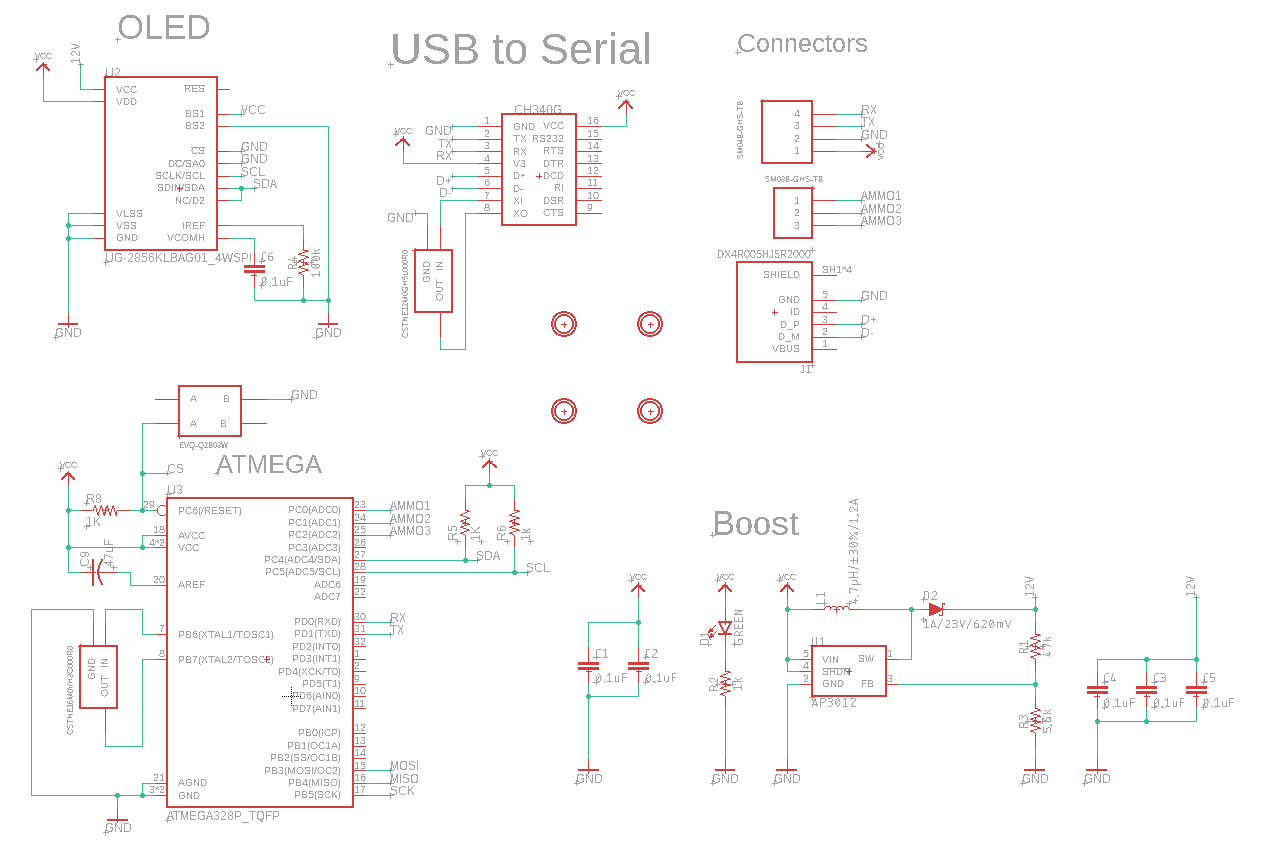 OLED
USB to Serial
Connectors
VCC
12V
U2
VCC
VDD
RES
BS1
VCC
BS2
CS
GND
DC/SA0
GND
SCLK/SCL
SCL
SDIN/SDA
SDA
NC/D2
VLSS
VSS
GND
IREF
VCOMH
UG-2856KLBAG01_4WSPI
C6
0.1uF
R4
100k
GND
GND
CH340G
VCC
VCC
GND
TX
RX
D+
D-
GND
1
2
3
4
5
6
7
8
GND
TX
RX
V3
D+
D-
XI
XO
VCC
RS232
RTS
DTR
DCD
RI
DSR
CTS
16
15
14
13
12
11
10
9
GND
OUT IN
SM04B-GHS-TB
4
3
2
1
RX
TX
GND
VCC
SM03B-GHS-TB
1
2
3
AMMO1
AMMO2
AMMO3
DX4R005HJ5R2000
SHIELD
SH1*4
GND
5
GND
ID
4
D_P
3
D+
D_M
2
D-
VBUS
1
J1
A
B
GND
A'
B'
EVQ-Q2B03W
CS
ATMEGA
VCC
R8
1K
C9
U3
29
18
4*2
20
7
8
21
3*2
PC6(/RESET)
AVCC
VCC
AREF
PB6(XTAL1/TOSC1)
PB7(XTAL2/TOSC2)
AGND
GND
PC0(ADC0)
PC1(ADC1)
PC2(ADC2)
PC3(ADC3)
PC4(ADC4/SDA)
PC5(ADC5/SCL)
ADC6
ADC7
PD0(RXD)
PD1(TXD)
PD2(INT0)
PD3(INT1)
PD4(XCK/T0)
PD5(T1)
PD6(AIN0)
PD7(AIN1)
PB0(ICP)
PB1(OC1A)
PB2(SS/OC1B)
PB3(MOSI/OC2)
PB4(MISO)
PB5(SCK)
23
24
25
26
27
28
19
22
30
31
32
1
2
9
10
11
12
13
14
15
16
17
AMMO1
AMMO2
AMMO3
SDA
SCL
RX
TX
MOSI
MISO
SCK
VCC
R5
1K
R6
1k
ATMEGA328P_TQFP
GND
GND
OUT IN
VCC
C1
0.1uF
C2
0.1uF
GND
Boost
VCC
D1
GREEN
R2
1k
GND
VCC
L1
D2
1A/23V/620mV
U1
5
4
2
VIN
SHDN
GND
SW
FB
1
3
AP3012
GND
12V
R1
47k
R3
5.6k
GND
12V
C4
0.1uF
C3
0.1uF
C5
0.1uF
GND